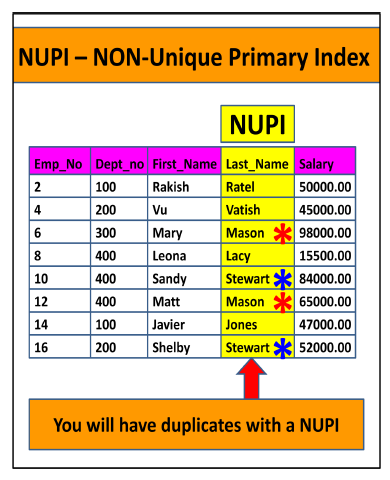 NUPI – NON-Unique Primary Index
NUPI
Emp_No Dept_no First_Name Last_Name Salary
2 100 Rakish Ratel 50000.00
4 200 Vu Vatish 45000.00
6 300 Mary Mason * 98000.00
8 400 Leona Lacy 15500.00
10 400 Sandy Stewart * 84000.00
12 400 Matt Mason * 65000.00
14 100 Javier Jones 47000.00
16 200 Shelby Stewart * 52000.00
You will have duplicates with a NUPI